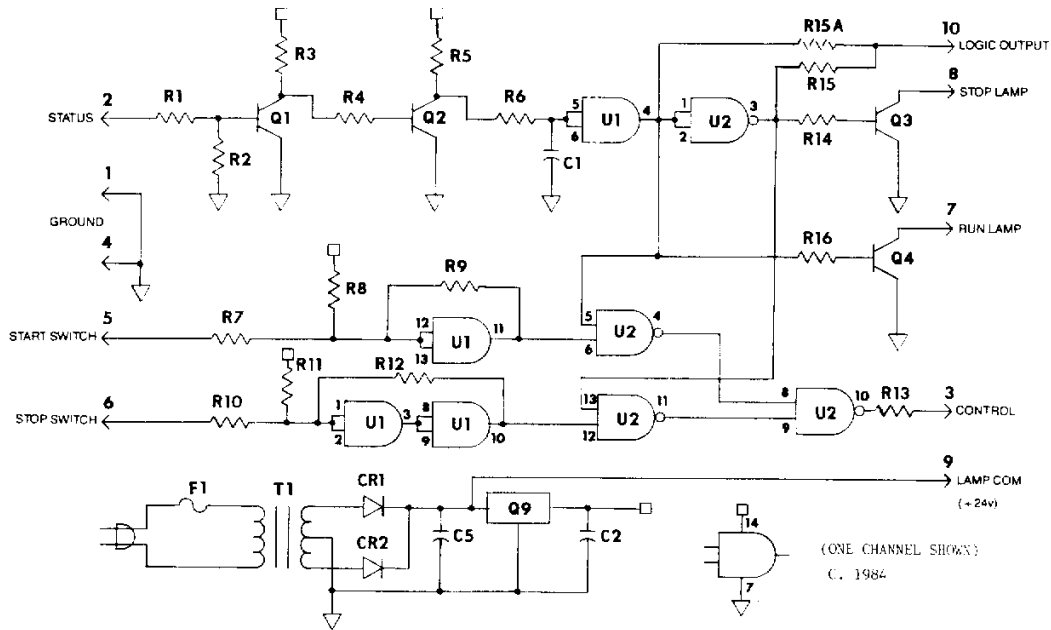 R15A
10
LOGIC OUTPUT
R3
R5
R15
8
STOP LAMP
2
STATUS
R1
Q1
R4
Q2
R6
5
6
U1
4
1
2
U2
3
R14
Q3
R2
C1
1
GROUND
4
7
RUN LAMP
R16
Q4
R8
R9
5
START SWITCH
R7
12
13
U1
11
5
6
U2
4
R11
R12
6
STOP SWITCH
R10
1
2
U1
3
8
9
U1
10
13
12
U2
11
8
9
U2
10
R13
3
CONTROL
F1
T1
CR1
CR2
C5
Q9
C2
9
LAMP COM
(+24v)
14
7
(ONE CHANNEL SHOWN)
C. 1984